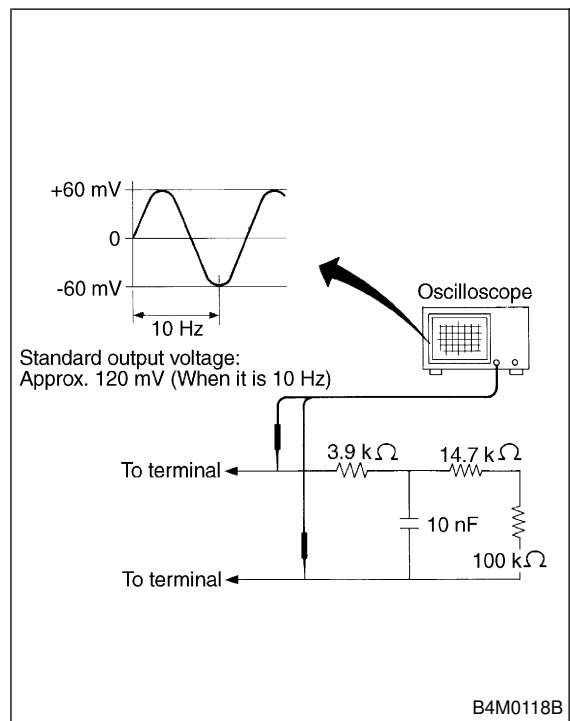 +60 mV
0
-60 mV
10 Hz
Oscilloscope
Standard output voltage:
Approx. 120 mV (When it is 10 Hz)
3.9 kΩ
14.7 kΩ
To terminal
10 nF
100 kΩ
To terminal
B4M0118B